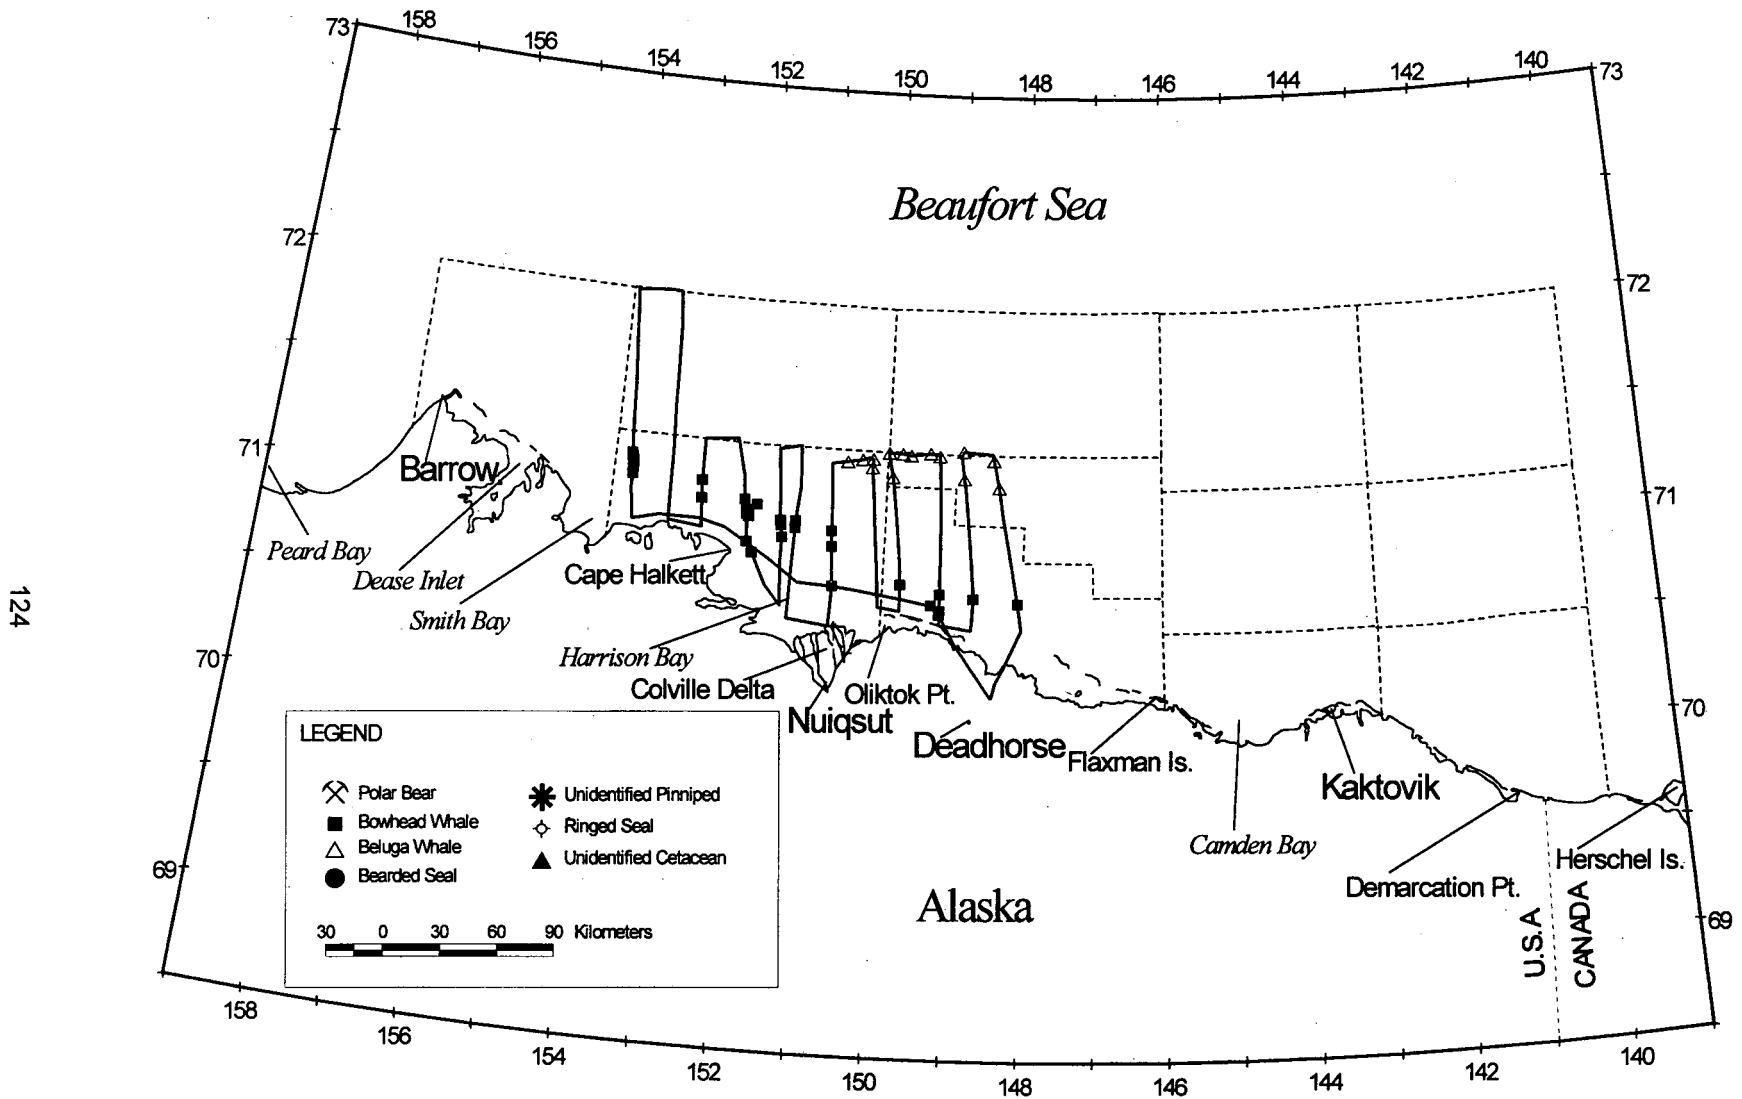 73
158
156
154
152
150
148
146
144
142
140
73
Beaufort Sea
72
72
71
Barrow
71
Peard Bay
Dease Inlet
Cape Halkett
Smith Bay
124
Harrison Bay
70
Colville Delta
Oliktok Pt.
Nuiqsut
70
Deadhorse
Flaxman Is.
Kaktovik
Camden Bay
Herschel Is.
Demarcation Pt.
LEGEND
Polar Bear
Unidentified Pinniped
Bowhead Whale
Ringed Seal
Beluga Whale
Unidentified Cetacean
Bearded Seal
30 0 30 60 90 Kilometers
69
Alaska
U.S.A
CANADA
69
158
156
154
152
150
148
146
144
142
140